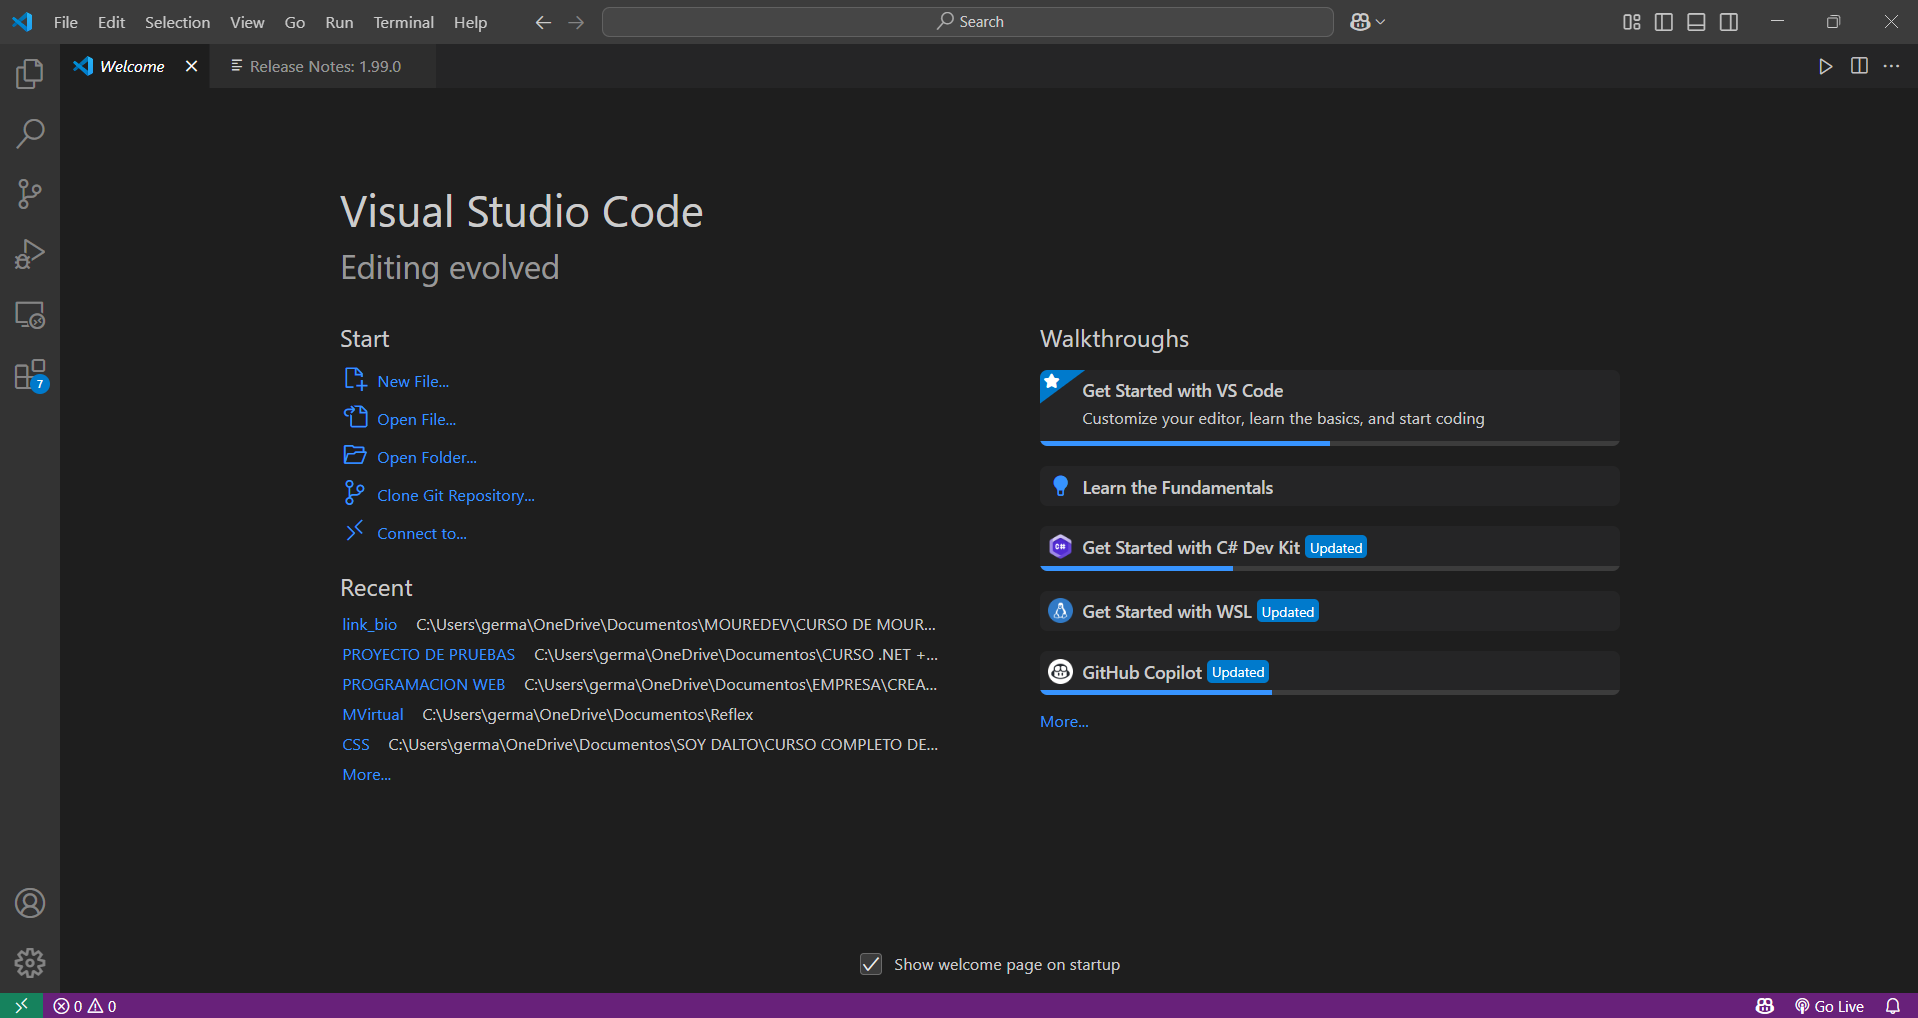 File Edit Selection View Go Run Terminal Help Search
Welcome Release Notes: 1.99.0
7
Visual Studio Code
Editing evolved
Start
New File...
Open File...
Open Folder...
Clone Git Repository...
Connect to...
Recent
link_bio C:\Users\germa\OneDrive\Documentos\MOUREDEV\CURSO DE MOUR...
PROYECTO DE PRUEBAS C:\Users\germa\OneDrive\Documentos\CURSO .NET +...
PROGRAMACION WEB C:\Users\germa\OneDrive\Documentos\EMPRESA\CREA...
MVirtual C:\Users\germa\OneDrive\Documentos\Reflex
CSS C:\Users\germa\OneDrive\Documentos\SOY DALTO\CURSO COMPLETO DE...
More...
Walkthroughs
Get Started with VS Code
Customize your editor, learn the basics, and start coding
Learn the Fundamentals
Get Started with C# Dev Kit Updated
Get Started with WSL Updated
GitHub Copilot Updated
More...
Show welcome page on startup
0 0 Go Live